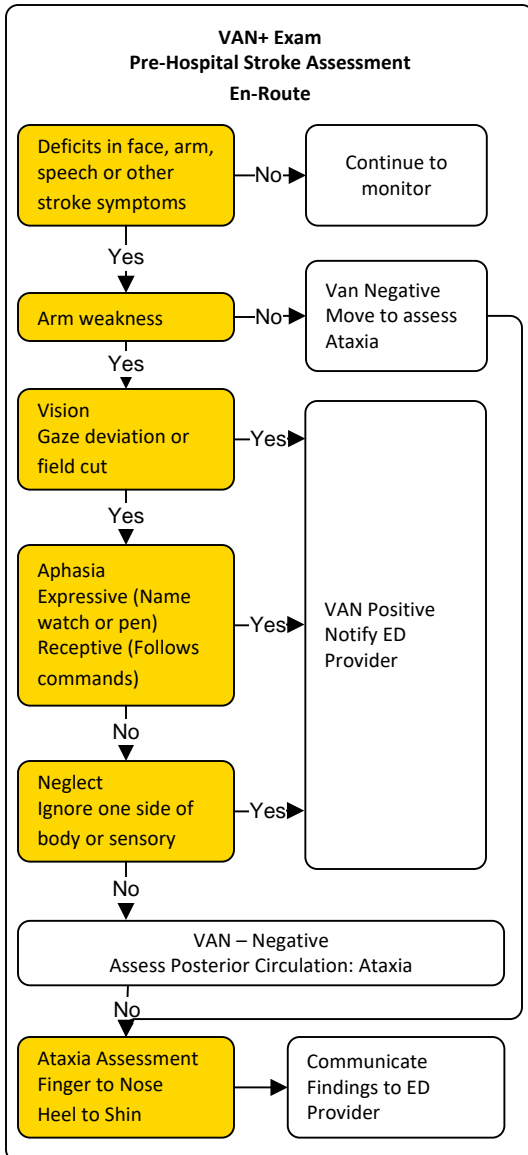 VAN+ Exam
Pre-Hospital Stroke Assessment
En-Route
Deficits in face, arm,
speech or other
stroke symptoms
No
Continue to
monitor
Yes
Arm weakness
No
Van Negative
Move to assess
Ataxia
Yes
Vision
Gaze deviation or
field cut
Yes
Yes
Aphasia
Expressive (Name
watch or pen)
Receptive (Follows
commands)
Yes
VAN Positive
Notify ED
Provider
No
Neglect
Ignore one side of
body or sensory
Yes
No
VAN – Negative
Assess Posterior Circulation: Ataxia
No
Ataxia Assessment
Finger to Nose
Heel to Shin
Communicate
Findings to ED
Provider